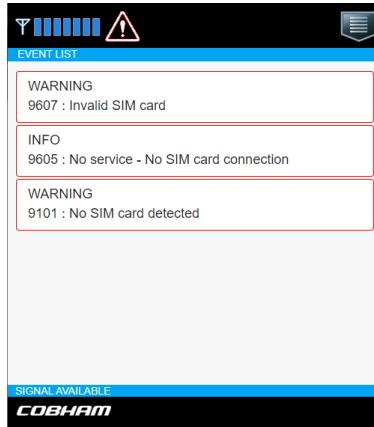 EVENT LIST
WARNING
9607 : Invalid SIM card
INFO
9605 : No service - No SIM card connection
WARNING
9101 : No SIM card detected
SIGNAL AVAILABLE
COBHAM